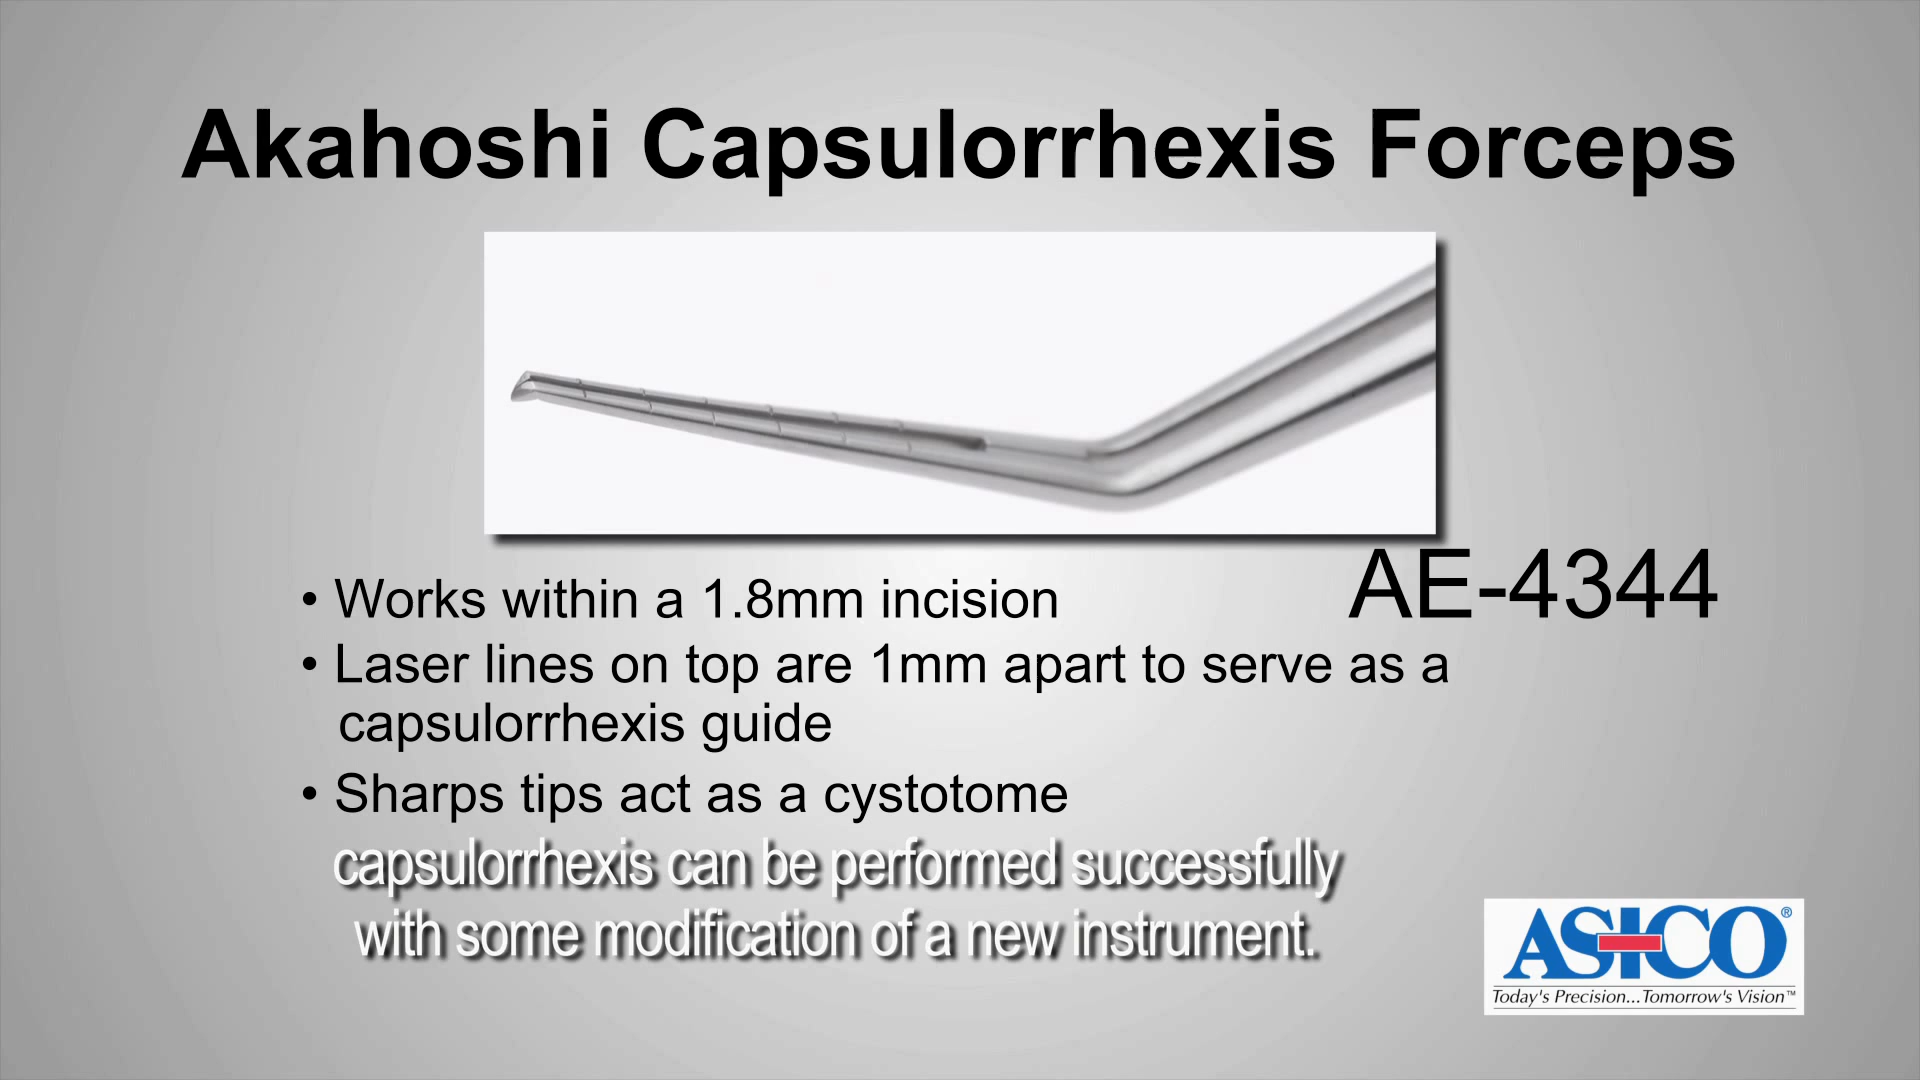 Akahoshi Capsulorrhexis Forceps
AE-4344
• Works within a 1.8mm incision
• Laser lines on top are 1mm apart to serve as a
capsulorrhexis guide
• Sharps tips act as a cystotome
capsulorrhexis can be performed successfully
with some modification of a new instrument.
ASICO®
Today's Precision...Tomorrow's Vision™